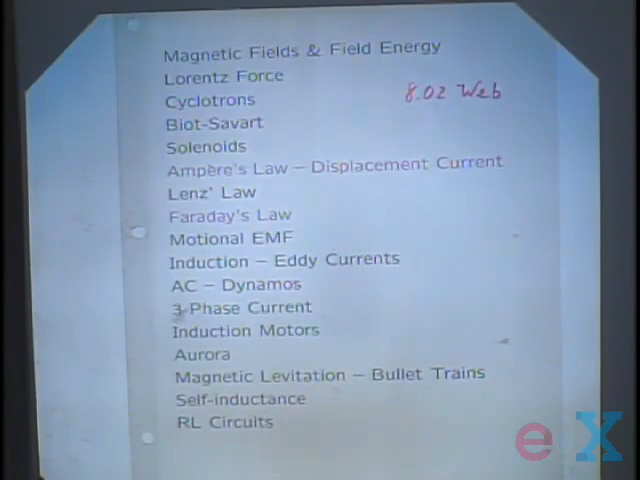 Magnetic Fields & Field Energy
Lorentz Force
Cyclotrons
8.02 Web
Biot-Savart
Solenoids
Ampère's Law – Displacement Current
Lenz' Law
Faraday's Law
Motional EMF
Induction – Eddy Currents
AC – Dynamos
3-Phase Current
Induction Motors
Aurora
Magnetic Levitation – Bullet Trains
Self-inductance
RL Circuits
eX